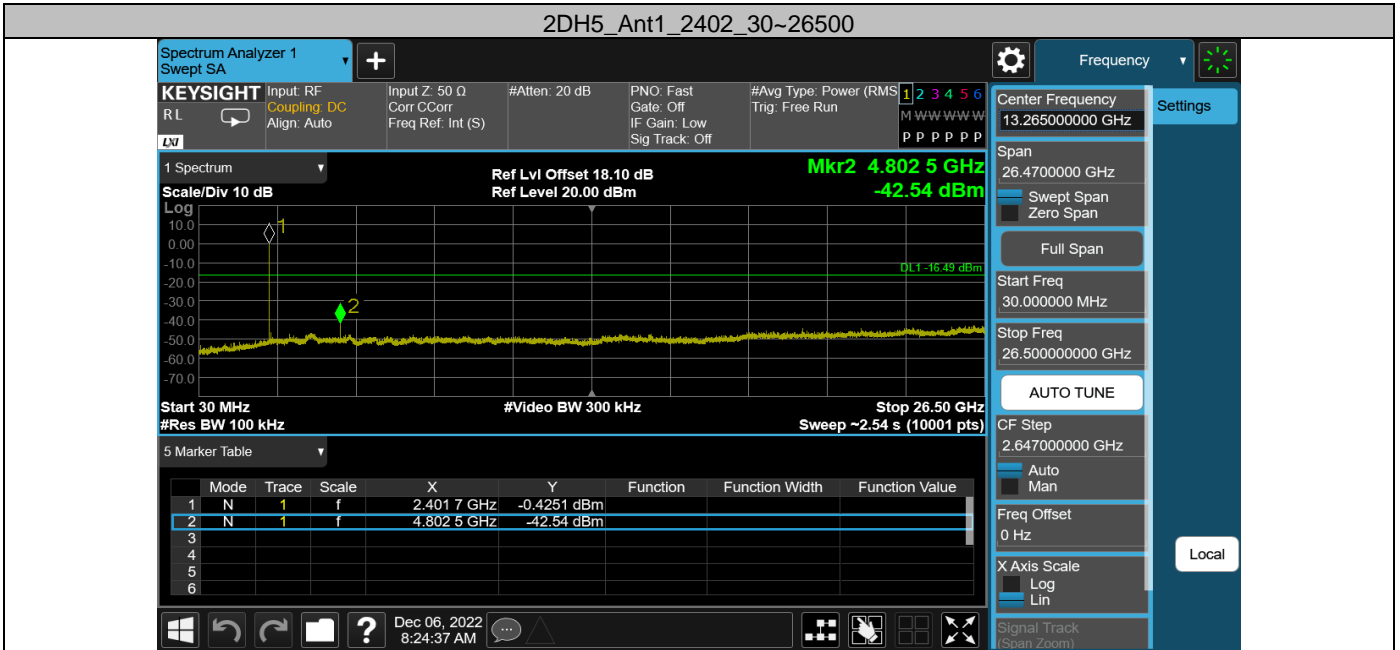 2DH5_Ant1_2402_30~26500
Spectrum Analyzer 1
Swept SA
Frequency
KEYSIGHT
RL
LXI
Input: RF
Coupling: DC
Align: Auto
Input Z: 50 Ω
Corr CCorr
Freq Ref: Int (S)
#Atten: 20 dB
PNO: Fast
Gate: Off
IF Gain: Low
Sig Track: Off
#Avg Type: Power (RMS
Trig: Free Run
1 2 3 4 5 6
M W W W W W
P P P P P P
1 Spectrum
Scale/Div 10 dB
Ref Lvl Offset 18.10 dB
Ref Level 20.00 dBm
Mkr2 4.802 5 GHz
-42.54 dBm
Log
10.0
0.00
-10.0
-20.0
-30.0
-40.0
-50.0
-60.0
-70.0
1
2
DL1 -16.49 dBm
Start 30 MHz
#Video BW 300 kHz
Stop 26.50 GHz
#Res BW 100 kHz
Sweep ~2.54 s (10001 pts)
5 Marker Table
Mode Trace Scale X Y Function Function Width Function Value
1 N 1 f 2.401 7 GHz -0.4251 dBm
2 N 1 f 4.802 5 GHz -42.54 dBm
3
4
5
6
Dec 06, 2022
8:24:37 AM
Center Frequency
13.265000000 GHz
Settings
Span
26.4700000 GHz
Swept Span
Zero Span
Full Span
Start Freq
30.000000 MHz
Stop Freq
26.500000000 GHz
AUTO TUNE
CF Step
2.647000000 GHz
Auto
Man
Freq Offset
0 Hz
Local
X Axis Scale
Log
Lin
Signal Track
(Span Zoom)